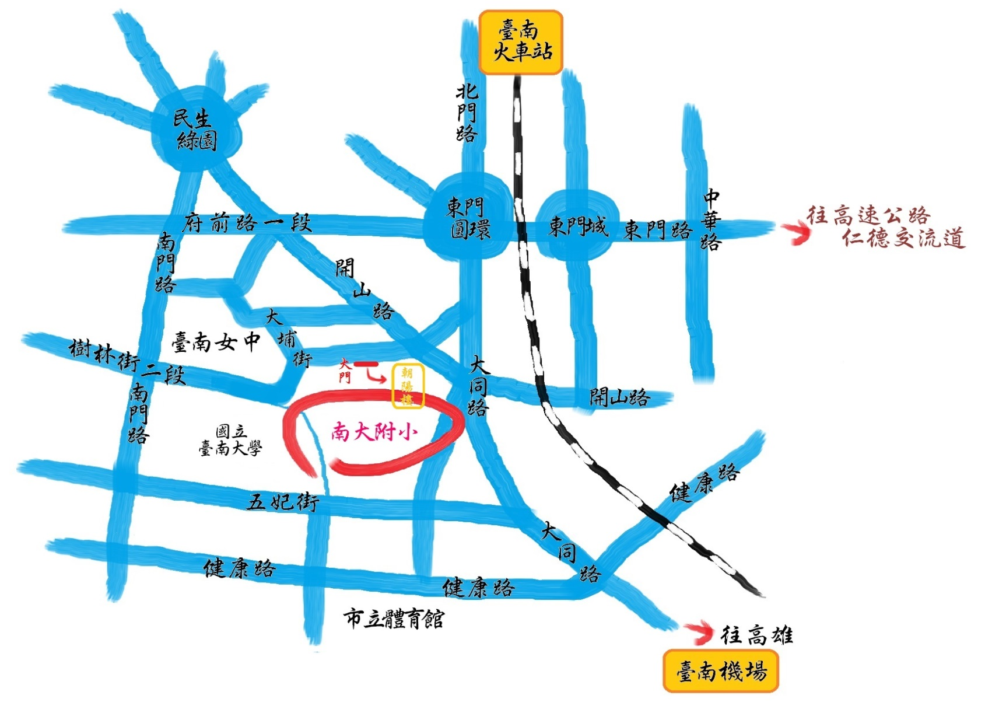 臺南
火車站
北門路
民生
綠園
東門
圓環
東門城
東門路
中華路
往高速公路
仁德交流道
府前路一段
南門路
開山路
大埔街
臺南女中
樹林街二段
大門
朝陽樓
大同路
開山路
南門路
國立
臺南大學
南大附小
健康路
五妃街
大同路
健康路
健康路
市立體育館
往高雄
臺南機場